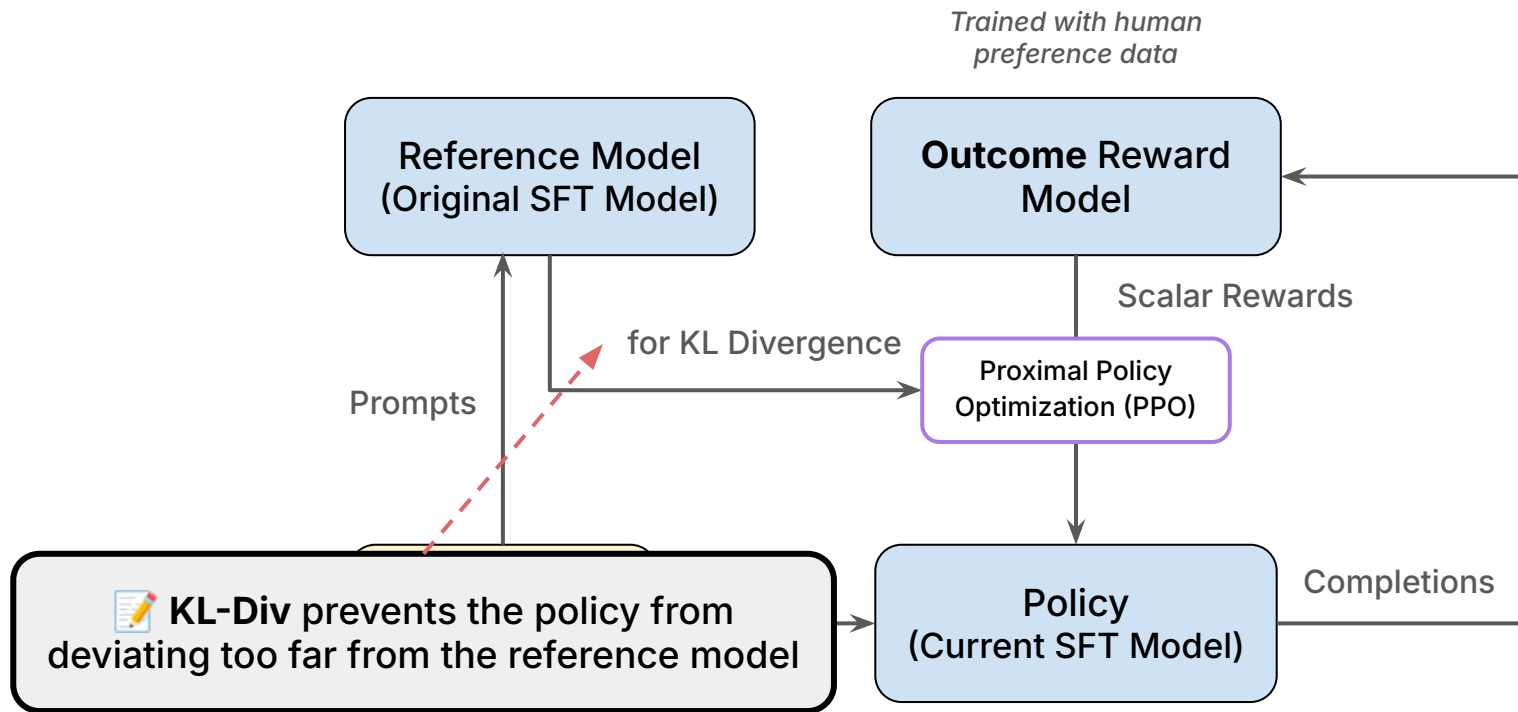 Trained with human
preference data
Reference Model
(Original SFT Model)
Outcome Reward
Model
Scalar Rewards
for KL Divergence
Proximal Policy
Optimization (PPO)
Prompts
📝 KL-Div prevents the policy from
deviating too far from the reference model
Policy
(Current SFT Model)
Completions